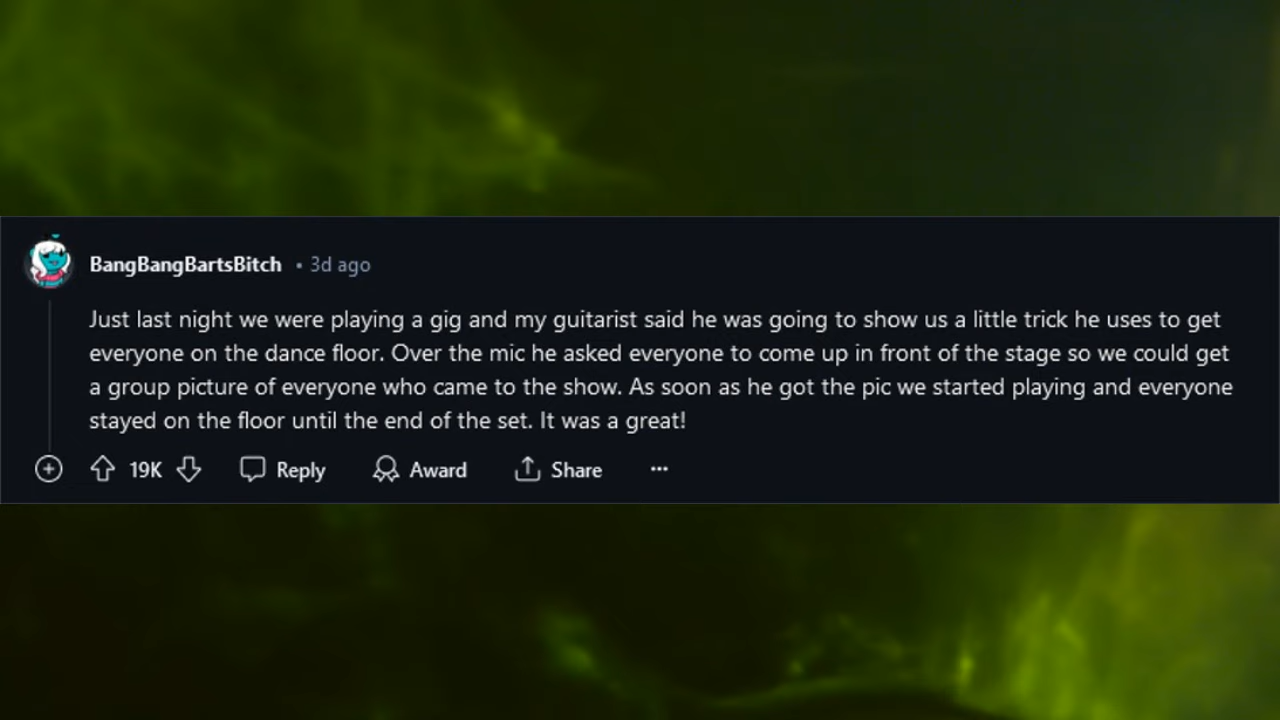 BangBangBartsBitch • 3d ago
Just last night we were playing a gig and my guitarist said he was going to show us a little trick he uses to get
everyone on the dance floor. Over the mic he asked everyone to come up in front of the stage so we could get
a group picture of everyone who came to the show. As soon as he got the pic we started playing and everyone
stayed on the floor until the end of the set. It was a great!
19K Reply Award Share ···